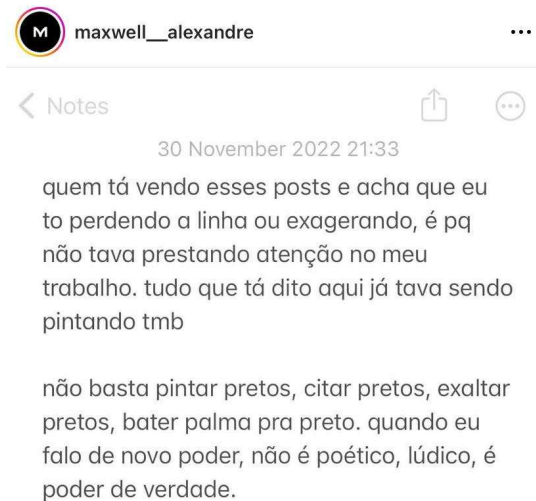 M
maxwell__alexandre
Notes
30 November 2022 21:33
quem tá vendo esses posts e acha que eu
to perdendo a linha ou exagerando, é pq
não tava prestando atenção no meu
trabalho. tudo que tá dito aqui já tava sendo
pintando tmb
não basta pintar pretos, citar pretos, exaltar
pretos, bater palma pra preto. quando eu
falo de novo poder, não é poético, lúdico, é
poder de verdade.